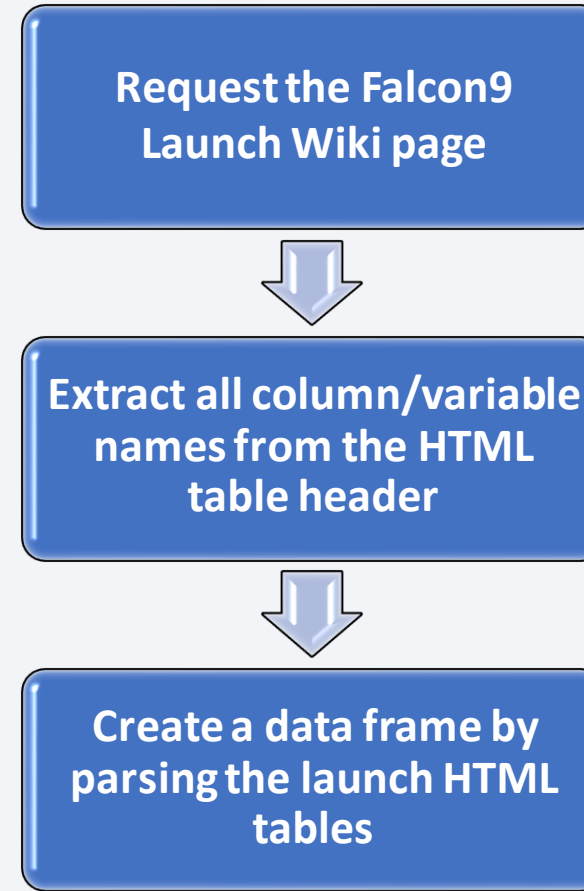 Request the Falcon9
Launch Wiki page
Extract all column/variable
names from the HTML
table header
Create a data frame by
parsing the launch HTML
tables